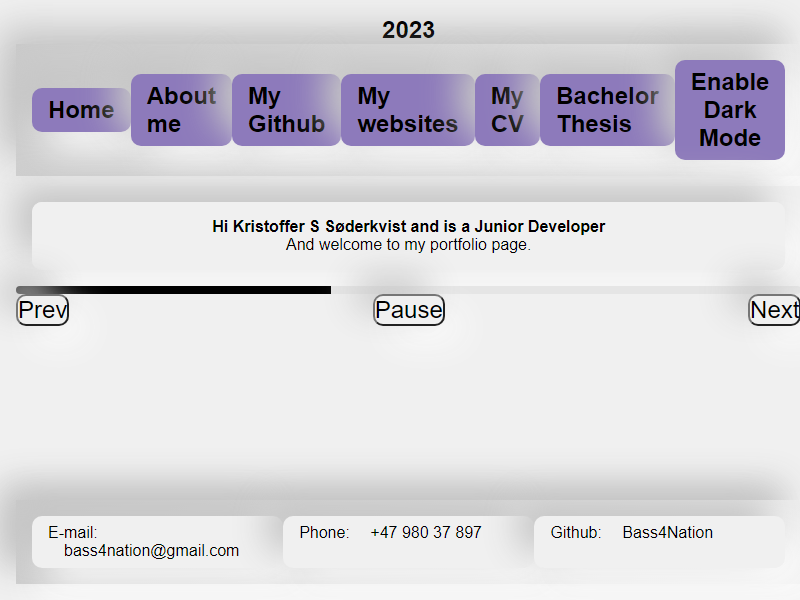 2023
Home
About
me
My
Github
My
websites
My
CV
Bachelor
Thesis
Enable
Dark
Mode
Hi Kristoffer S Søderkvist and is a Junior Developer
And welcome to my portfolio page.
Prev
Pause
Next
E-mail:
bass4nation@gmail.com
Phone: +47 980 37 897
Github: Bass4Nation